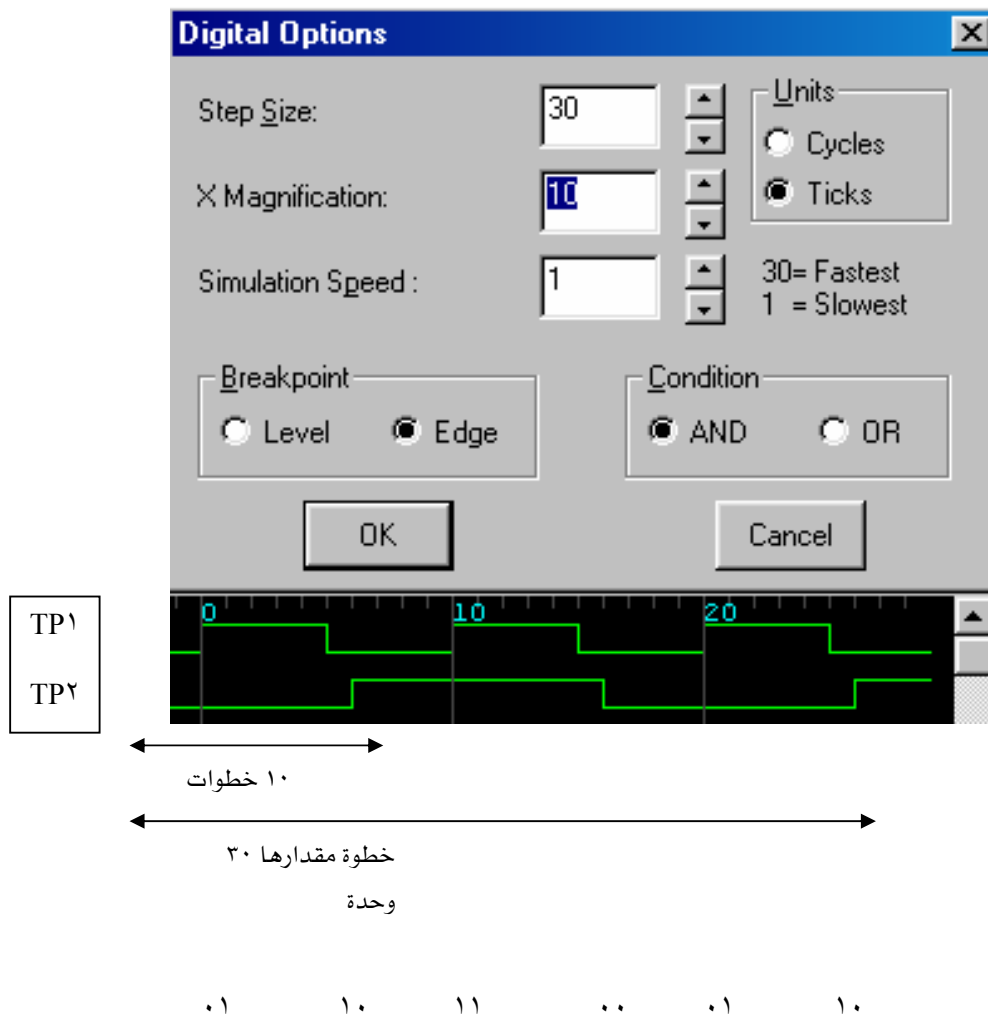 Digital Options
Step Size:
30
Units
Cycles
Ticks
X Magnification:
10
Simulation Speed :
1
30= Fastest
1 = Slowest
Breakpoint
Level
Edge
Condition
AND
OR
OK
Cancel
TP١
0 10 20
TP٢
١٠ خطوات
خطوة مقدارها ٣٠
وحدة
٠١ ١٠ ١١ ٠٠ ٠١ ١٠